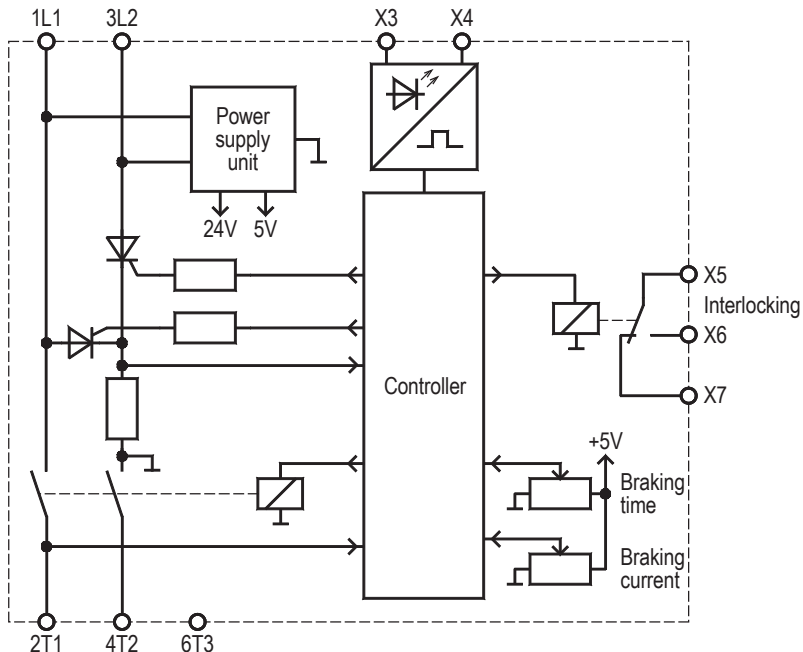 1L1
3L2
X3
X4
Power
supply
unit
24V
5V
X5
Interlocking
X6
Controller
X7
+5V
Braking
time
Braking
current
2T1
4T2
6T3